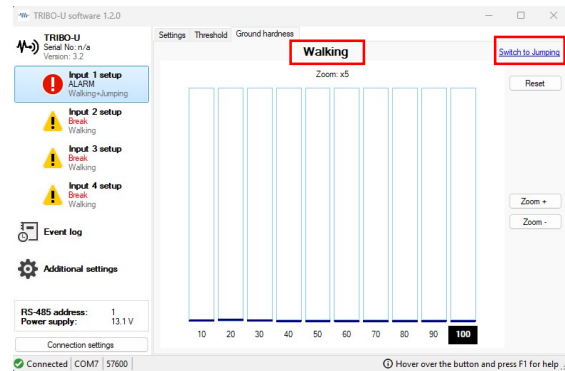 TRIBO-U software 1.2.0
TRIBO-U
Serial No: n/a
Version: 3.2
Input 1 setup
ALARM
Walking+Jumping
Input 2 setup
Break
Walking
Input 3 setup
Break
Walking
Input 4 setup
Break
Walking
Event log
Additional settings
RS-485 address: 1
Power supply: 13.1 V
Connection settings
Settings Threshold Ground hardness
Walking
Switch to Jumping
Zoom: x5
Reset
Zoom +
Zoom -
10 20 30 40 50 60 70 80 90 100
Connected COM7 57600
Hover over the button and press F1 for help